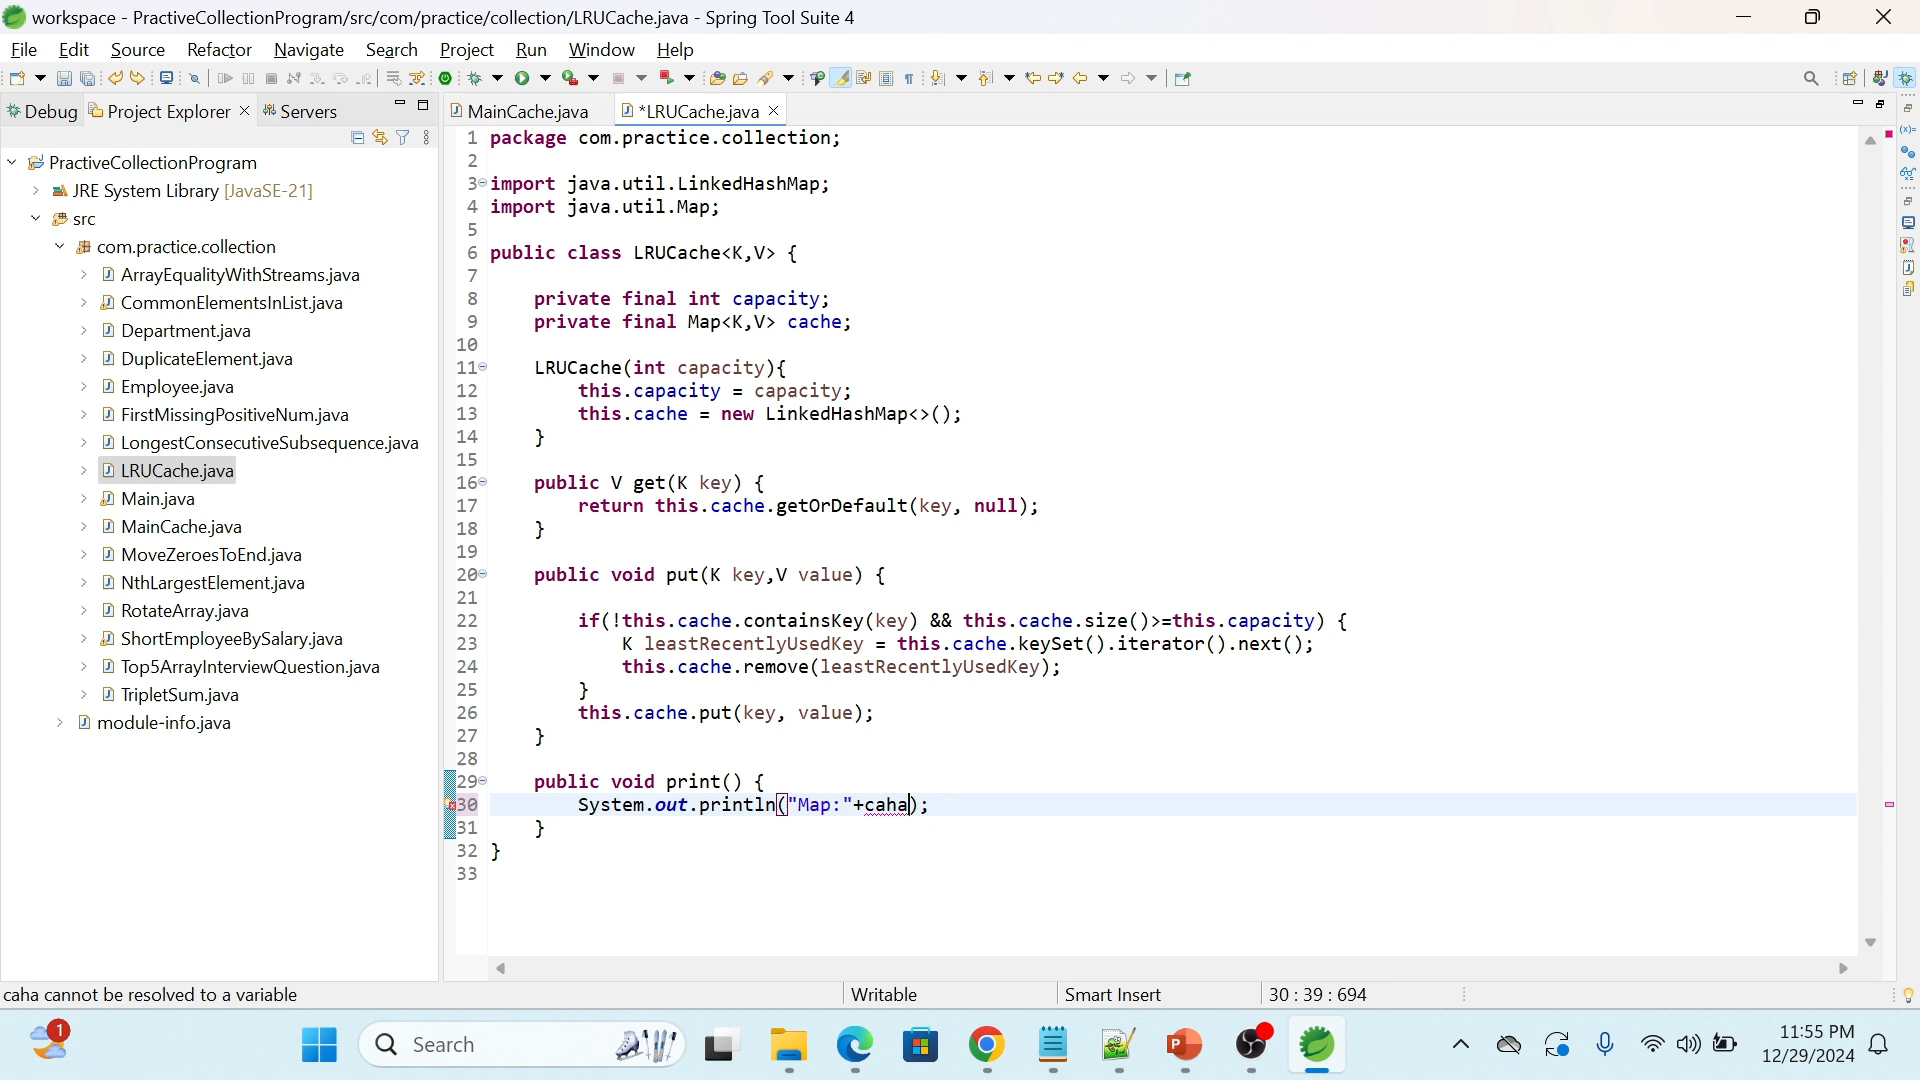 workspace - PractiveCollectionProgram/src/com/practice/collection/LRUCache.java - Spring Tool Suite 4
File Edit Source Refactor Navigate Search Project Run Window Help
Debug Project Explorer Servers
MainCache.java *LRUCache.java
PractiveCollectionProgram
JRE System Library [JavaSE-21]
src
com.practice.collection
ArrayEqualityWithStreams.java
CommonElementsInList.java
Department.java
DuplicateElement.java
Employee.java
FirstMissingPositiveNum.java
LongestConsecutiveSubsequence.java
LRUCache.java
Main.java
MainCache.java
MoveZeroesToEnd.java
NthLargestElement.java
RotateArray.java
ShortEmployeeBySalary.java
Top5ArrayInterviewQuestion.java
TripletSum.java
module-info.java
1 package com.practice.collection;
2
3 import java.util.LinkedHashMap;
4 import java.util.Map;
5
6 public class LRUCache<K,V> {
7
8 private final int capacity;
9 private final Map<K,V> cache;
10
11 LRUCache(int capacity){
12 this.capacity = capacity;
13 this.cache = new LinkedHashMap<>();
14 }
15
16 public V get(K key) {
17 return this.cache.getOrDefault(key, null);
18 }
19
20 public void put(K key,V value) {
21
22 if(!this.cache.containsKey(key) && this.cache.size()>=this.capacity) {
23 K leastRecentlyUsedKey = this.cache.keySet().iterator().next();
24 this.cache.remove(leastRecentlyUsedKey);
25 }
26 this.cache.put(key, value);
27 }
28
29 public void print() {
30 System.out.println("Map:"+caha);
31 }
32 }
33
caha cannot be resolved to a variable Writable Smart Insert 30 : 39 : 694
1 Search 11:55 PM
12/29/2024